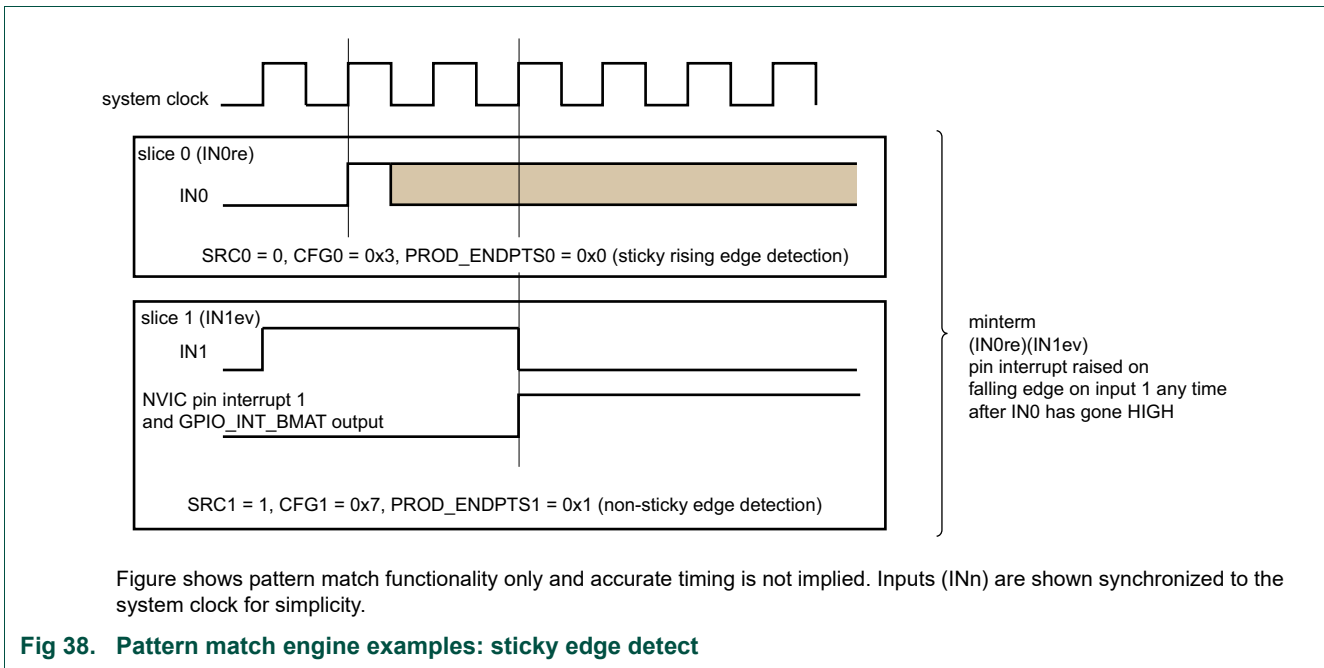 system clock
slice 0 (IN0re)
IN0
SRC0 = 0, CFG0 = 0x3, PROD_ENDPTS0 = 0x0 (sticky rising edge detection)
slice 1 (IN1ev)
IN1
NVIC pin interrupt 1
and GPIO_INT_BMAT output
SRC1 = 1, CFG1 = 0x7, PROD_ENDPTS1 = 0x1 (non-sticky edge detection)
minterm
(IN0re)(IN1ev)
pin interrupt raised on
falling edge on input 1 any time
after IN0 has gone HIGH
Figure shows pattern match functionality only and accurate timing is not implied. Inputs (INn) are shown synchronized to the
system clock for simplicity.
Fig 38. Pattern match engine examples: sticky edge detect